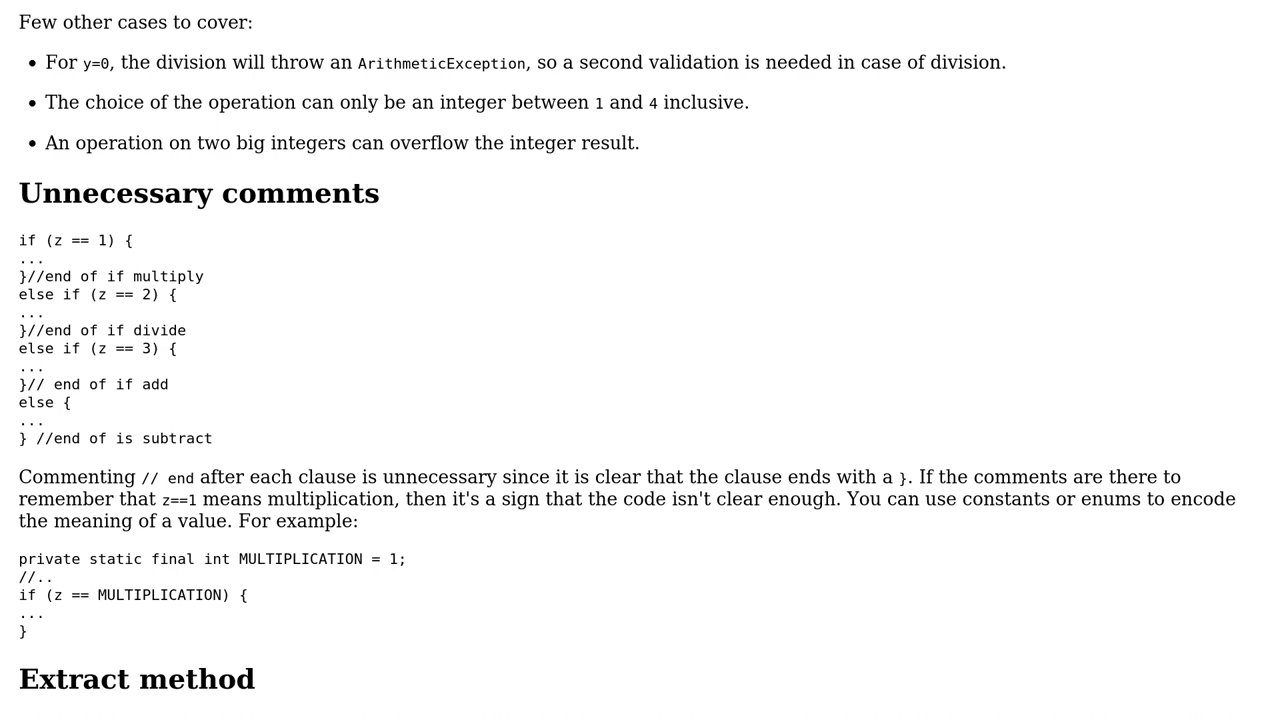 Few other cases to cover:
• For y=0, the division will throw an ArithmeticException, so a second validation is needed in case of division.
• The choice of the operation can only be an integer between 1 and 4 inclusive.
• An operation on two big integers can overflow the integer result.
Unnecessary comments
if (z == 1) {
...
}//end of if multiply
else if (z == 2) {
...
}//end of if divide
else if (z == 3) {
...
}// end of if add
else {
...
} //end of is subtract
Commenting // end after each clause is unnecessary since it is clear that the clause ends with a }. If the comments are there to
remember that z==1 means multiplication, then it's a sign that the code isn't clear enough. You can use constants or enums to encode
the meaning of a value. For example:
private static final int MULTIPLICATION = 1;
//..
if (z == MULTIPLICATION) {
...
}
Extract method